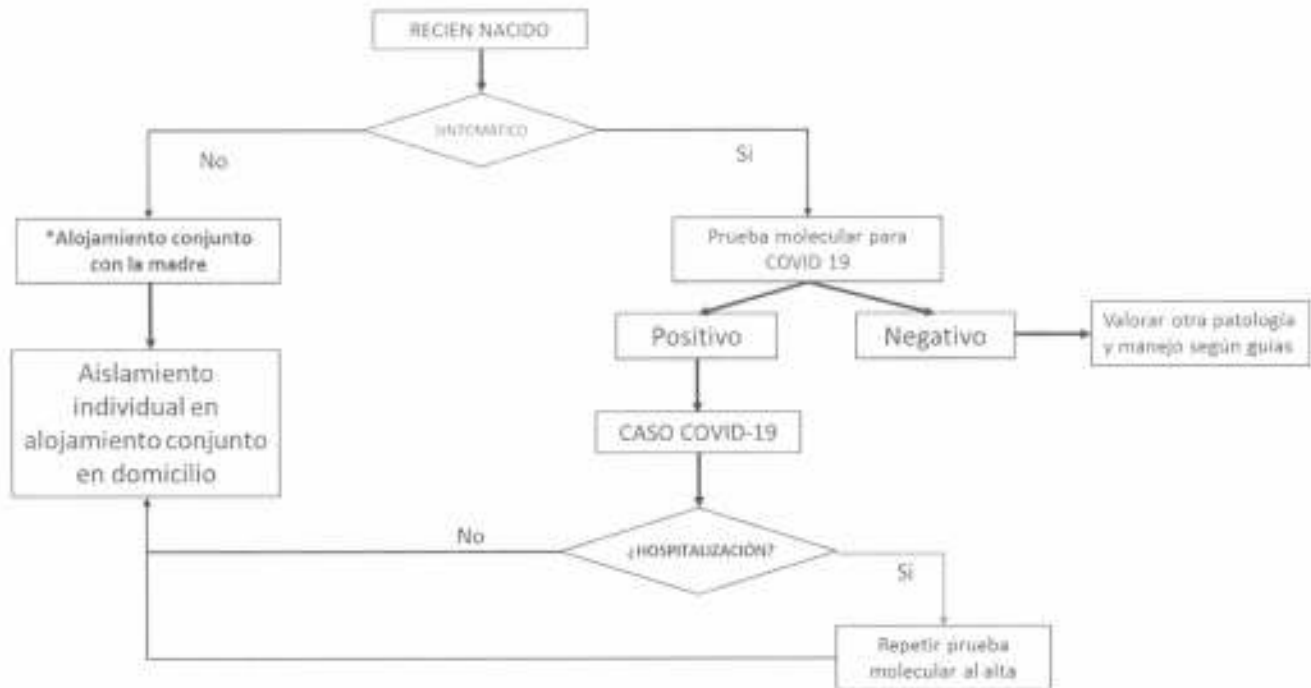 RECIEN NACIDO
SINTOMÁTICO
No
Si
*Alojamiento conjunto
con la madre
Prueba molecular para
COVID 19
Positivo
Negativo
Valorar otra patología
y manejo según guías
Aislamiento
individual en
alojamiento conjunto
en domicilio
CASO COVID-19
No
¿HOSPITALIZACIÓN?
Si
Repetir prueba
molecular al alta